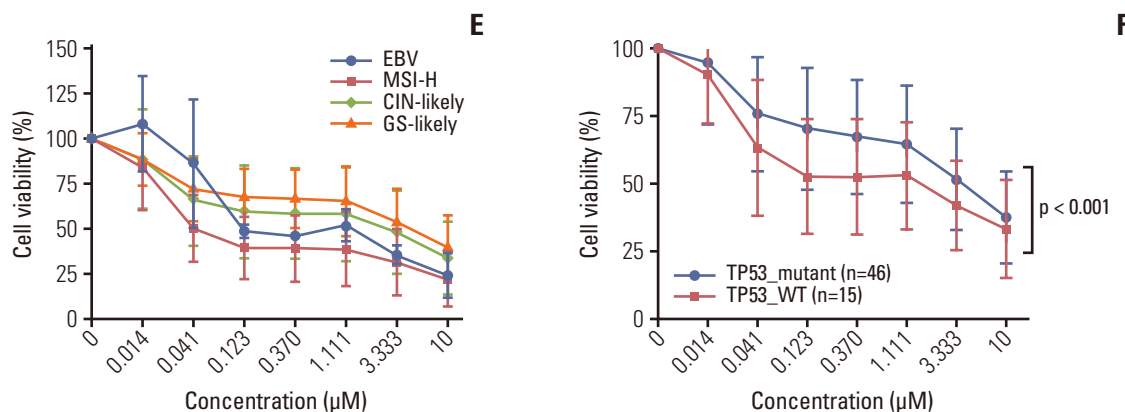 E
150
125
100
75
50
25
0
Cell viability (%)
EBV
MSI-H
CIN-likely
GS-likely
0
0.014
0.041
0.123
0.370
1.111
3.333
10
Concentration (µM)
100
75
50
25
0
Cell viability (%)
p < 0.001
TP53_mutant (n=46)
TP53_WT (n=15)
0
0.014
0.041
0.123
0.370
1.111
3.333
10
Concentration (µM)